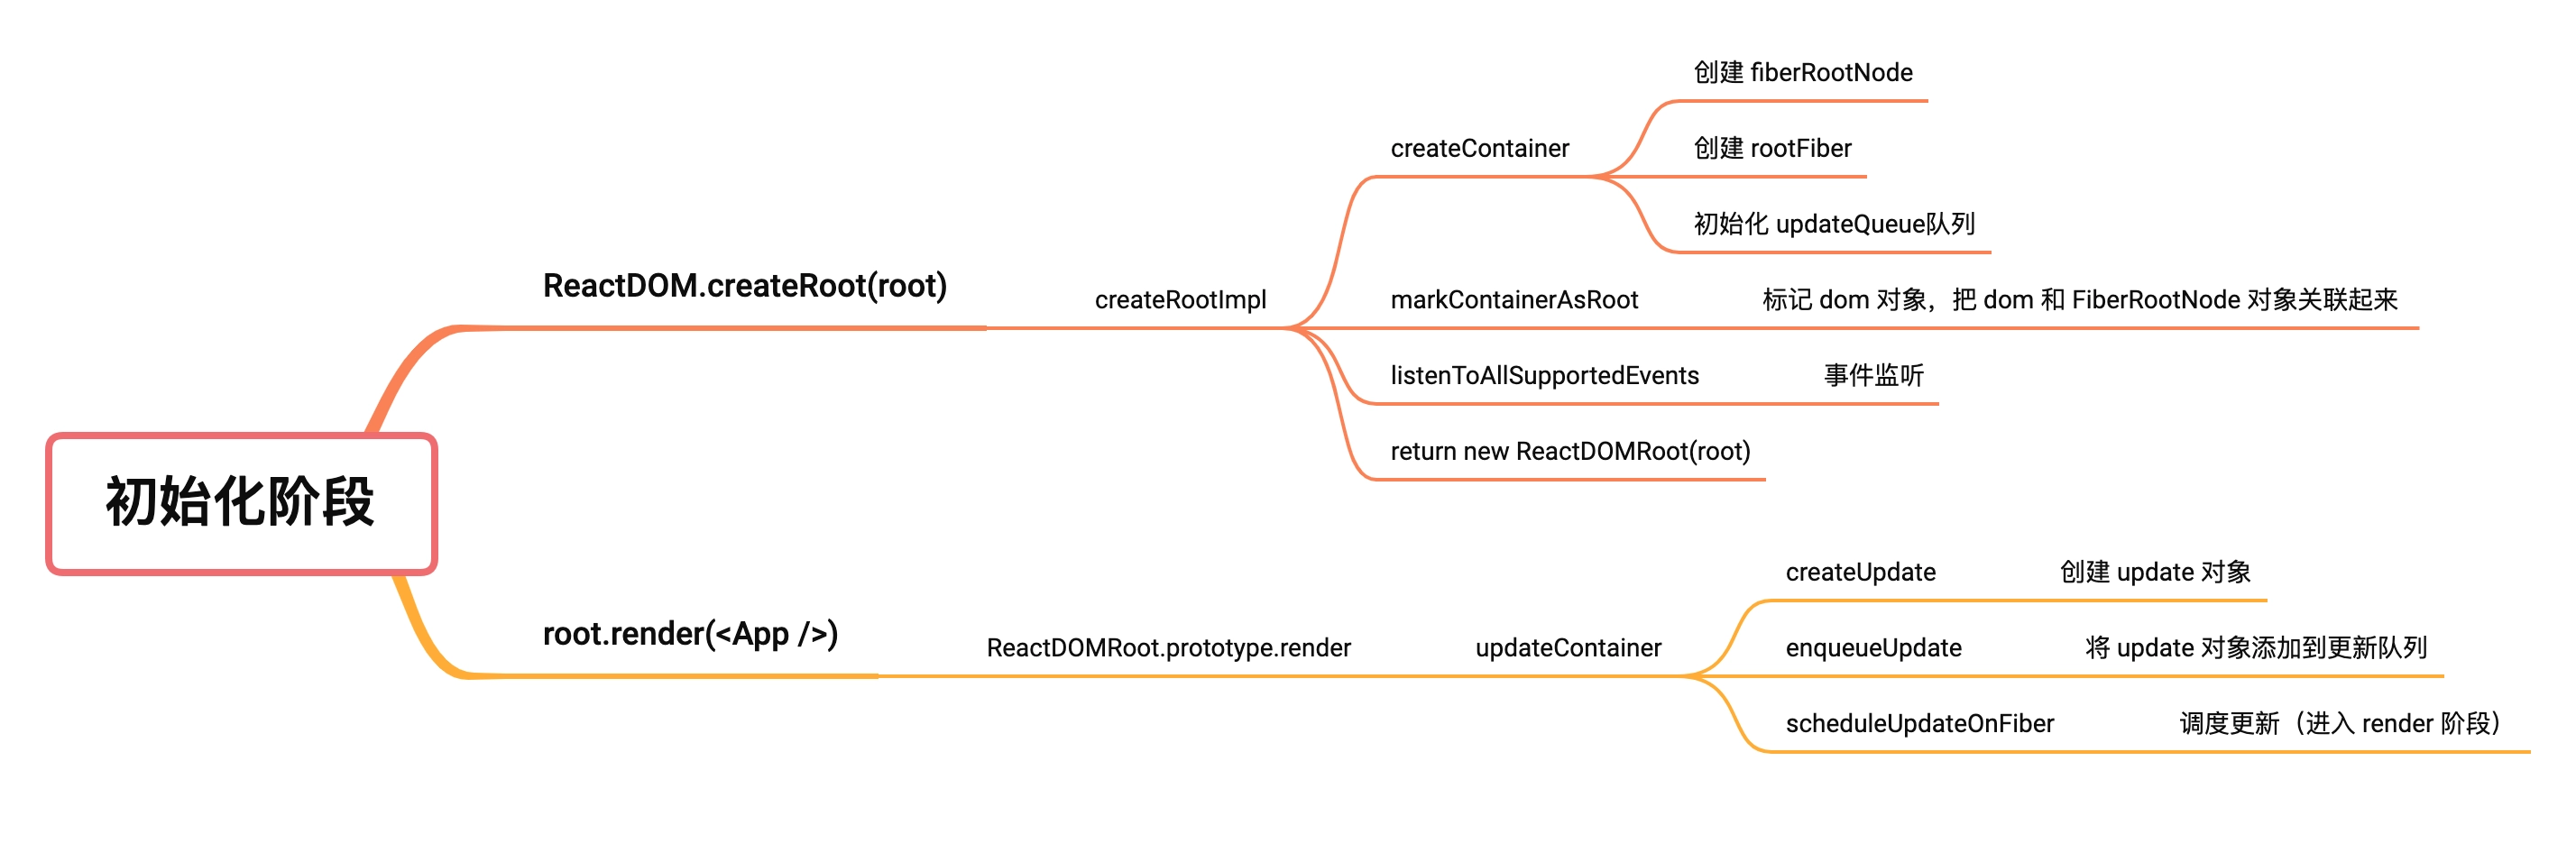 初始化阶段
ReactDOM.createRoot(root)
createRootImpl
createContainer
创建 fiberRootNode
创建 rootFiber
初始化 updateQueue队列
markContainerAsRoot
标记 dom 对象，把 dom 和 FiberRootNode 对象关联起来
listenToAllSupportedEvents
事件监听
return new ReactDOMRoot(root)
root.render(<App />)
ReactDOMRoot.prototype.render
updateContainer
createUpdate
创建 update 对象
enqueueUpdate
将 update 对象添加到更新队列
scheduleUpdateOnFiber
调度更新（进入 render 阶段）